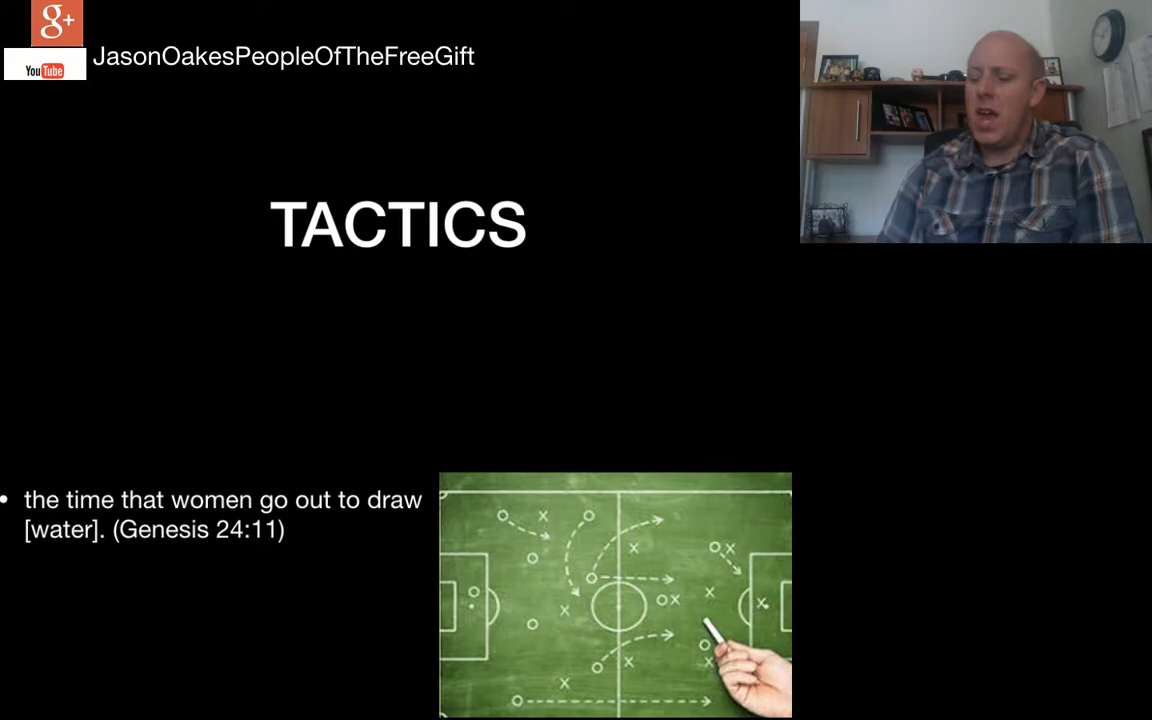 g+
YouTube
JasonOakesPeopleOfTheFreeGift
TACTICS
• the time that women go out to draw
[water]. (Genesis 24:11)